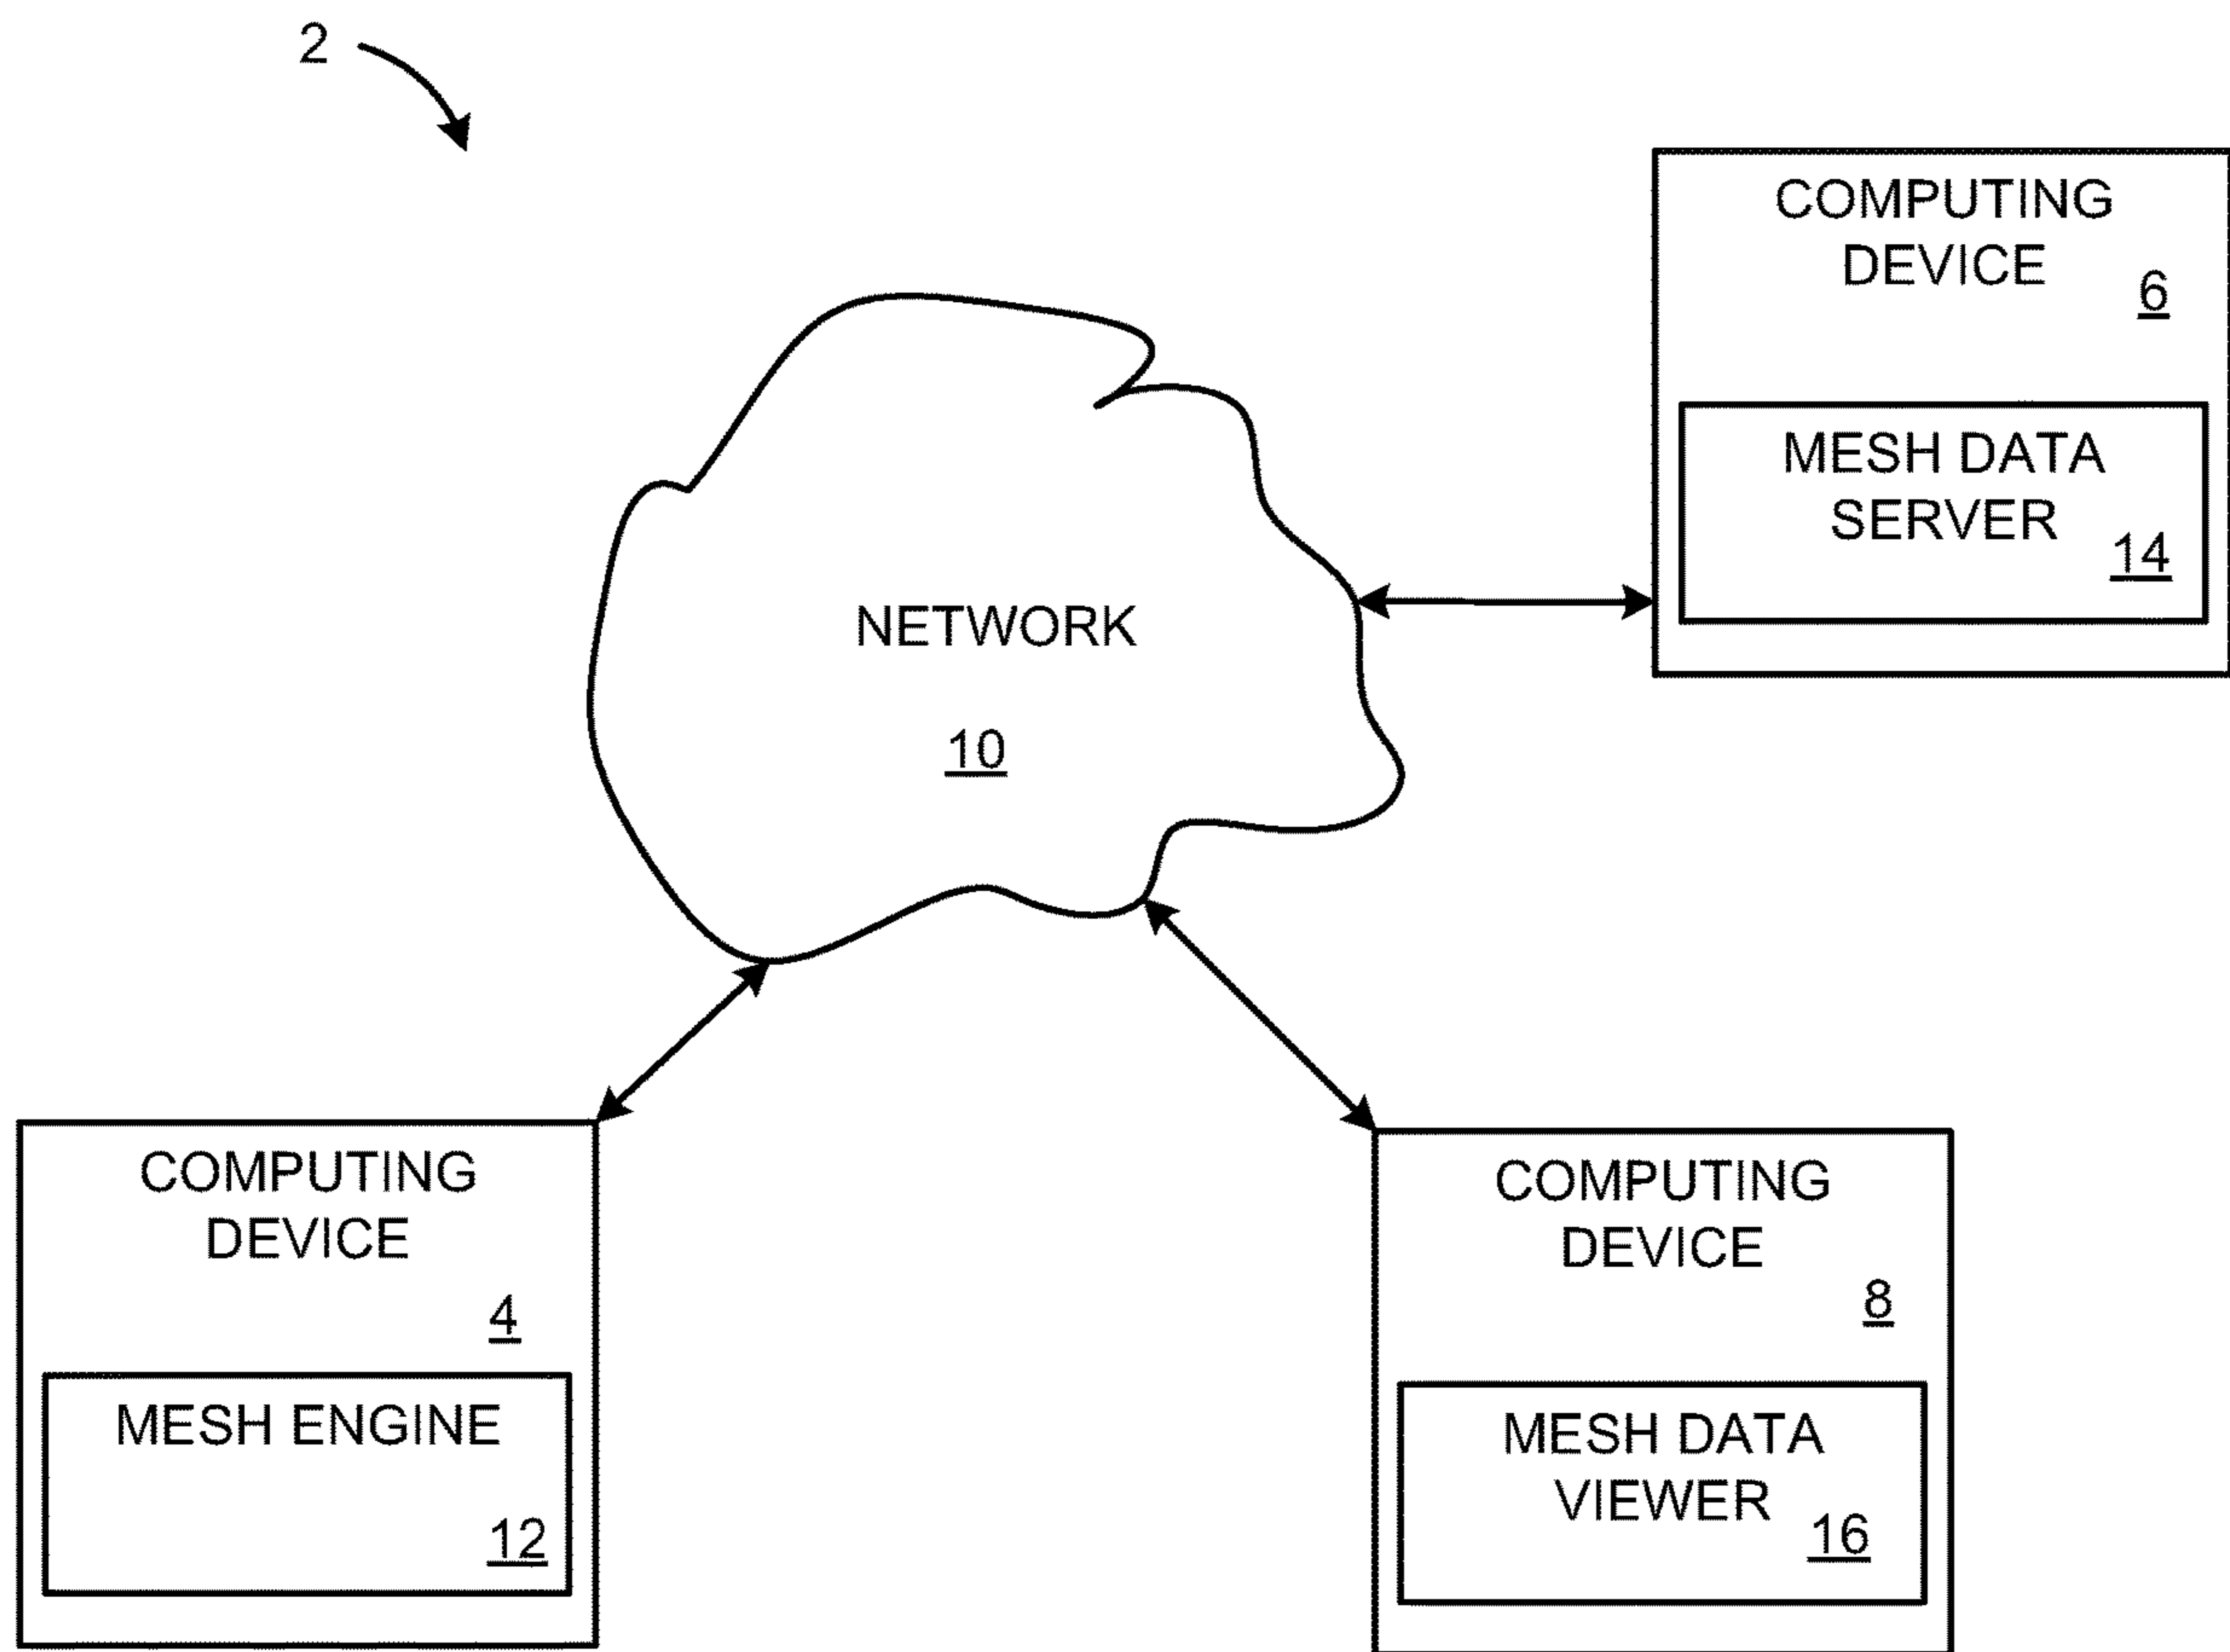 2
COMPUTING
DEVICE
6
MESH DATA
SERVER
14
NETWORK
10
COMPUTING
DEVICE
4
MESH ENGINE
12
COMPUTING
DEVICE
8
MESH DATA
VIEWER
16